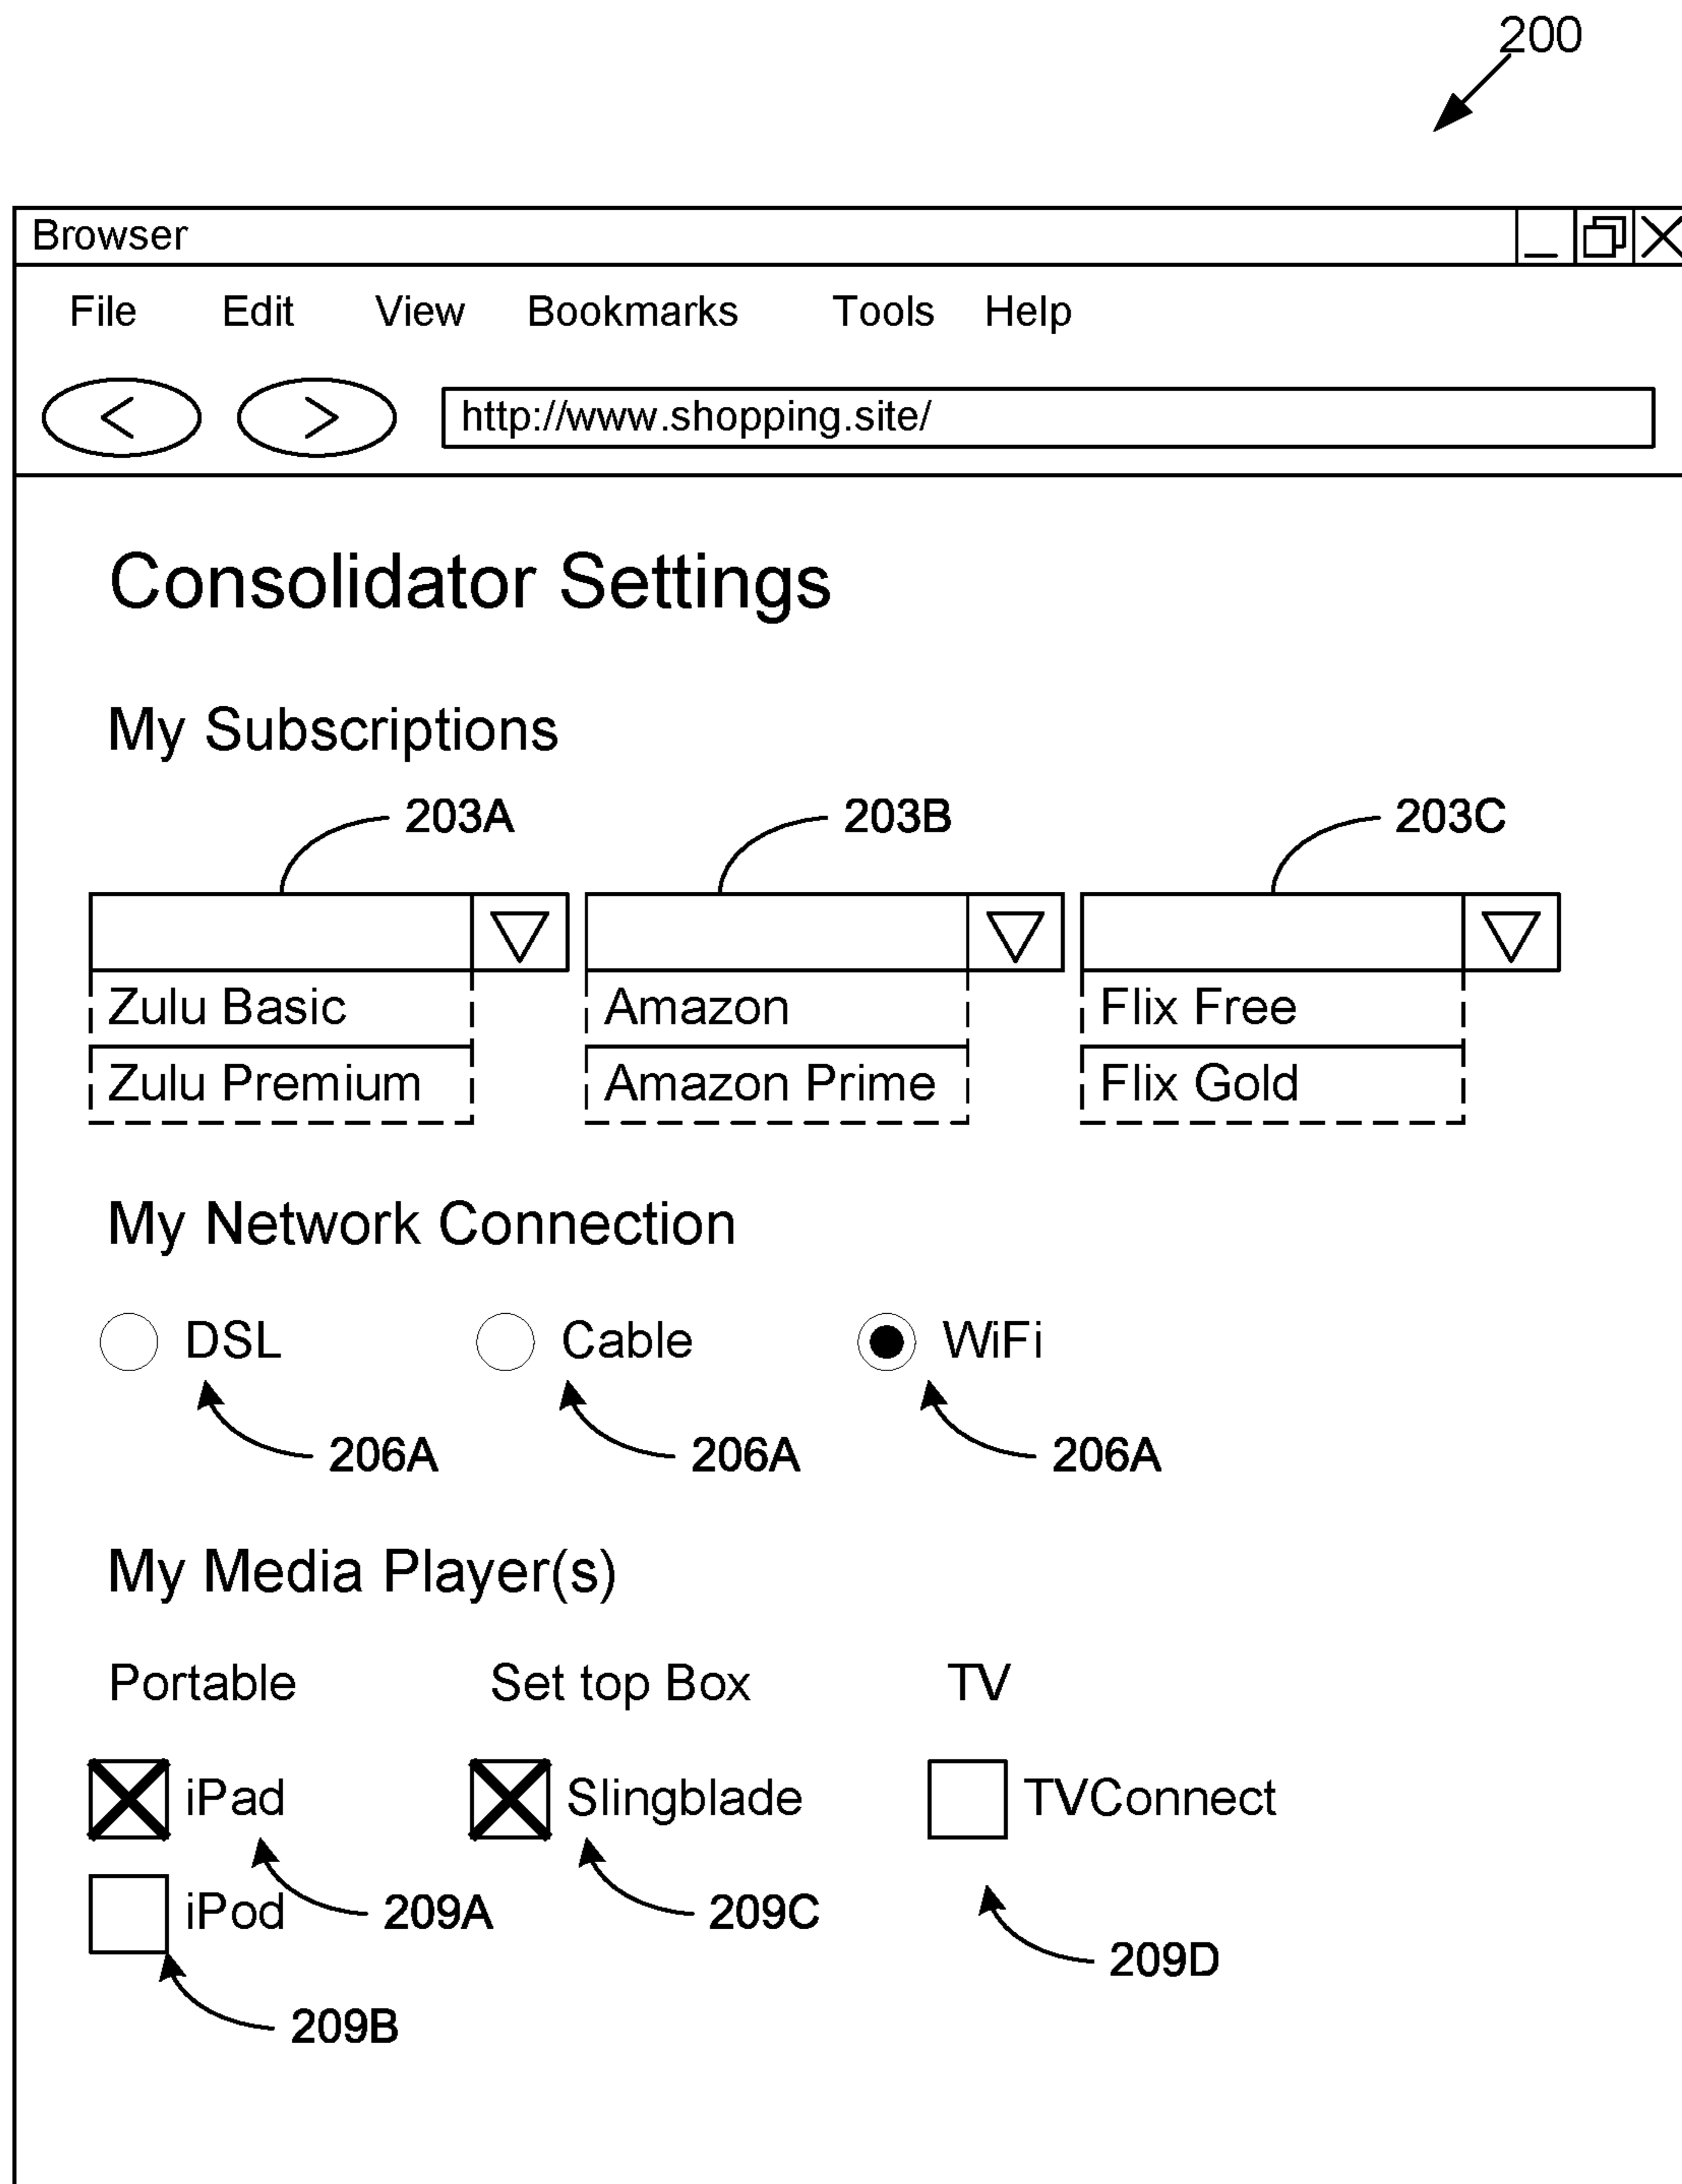 200
Browser
File Edit View Bookmarks Tools Help
http://www.shopping.site/
Consolidator Settings
My Subscriptions
203A 203B 203C
Zulu Basic Amazon Flix Free
Zulu Premium Amazon Prime Flix Gold
My Network Connection
DSL Cable WiFi
206A 206A 206A
My Media Player(s)
Portable Set top Box TV
iPad Slingblade TVConnect
iPod 209A 209C
209D
209B